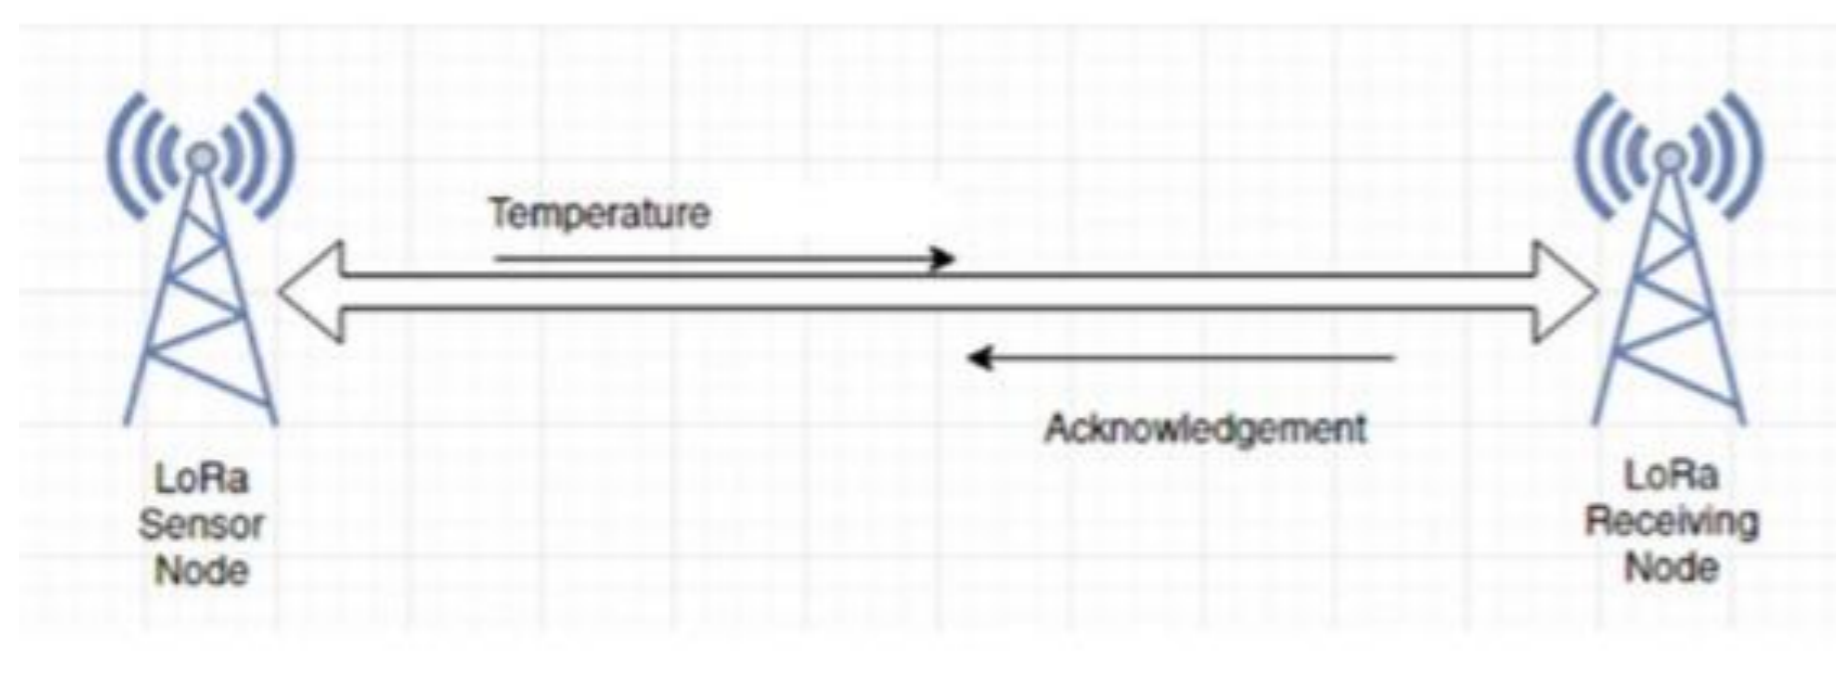 Temperature
Acknowledgement
LoRa
Sensor
Node
LoRa
Receiving
Node